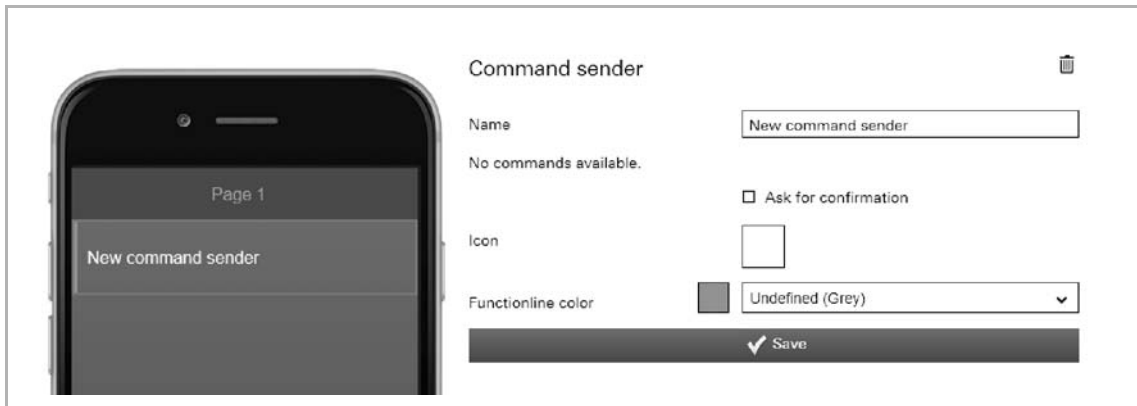 Command sender
Name
New command sender
No commands available.
Ask for confirmation
Icon
Functionline color
Undefined (Grey)
Save
Page 1
New command sender